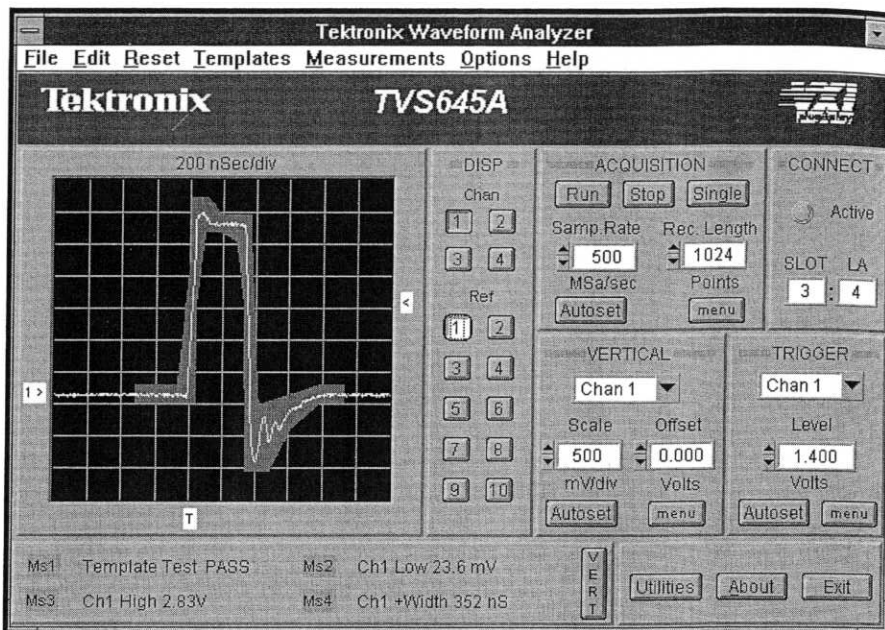 Tektronix Waveform Analyzer
File Edit Reset Templates Measurements Options Help
Tektronix TVS645A VXI plug&play
200 nSec/div
1 >
<
T
DISP
Chan
1 2
3 4
Ref
1 2
3 4
5 6
7 8
9 10
ACQUISITION
Run Stop Single
Samp.Rate Rec. Length
500 1024
MSa/sec Points
Autoset menu
CONNECT
Active
SLOT LA
3 : 4
VERTICAL
Chan 1
Scale Offset
500 0.000
mV/div Volts
Autoset menu
TRIGGER
Chan 1
Level
1.400
Volts
Autoset menu
Ms1 Template Test PASS Ms2 Ch1 Low 23.6 mV
Ms3 Ch1 High 2.83V Ms4 Ch1 +Width 352 nS
VERT
Utilities About Exit